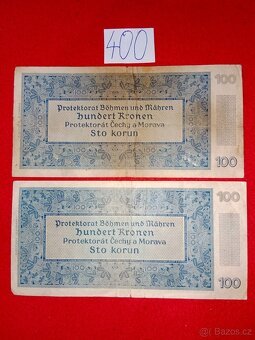 400
100
Protektorat Böhmen und Mähren
Hundert Kronen
Protektorát Čechy a Morava
Sto korun
100
100
Protektorat Böhmen und Mähren
Hundert Kronen
Protektorát Čechy a Morava
Sto korun
100
Bazos.cz